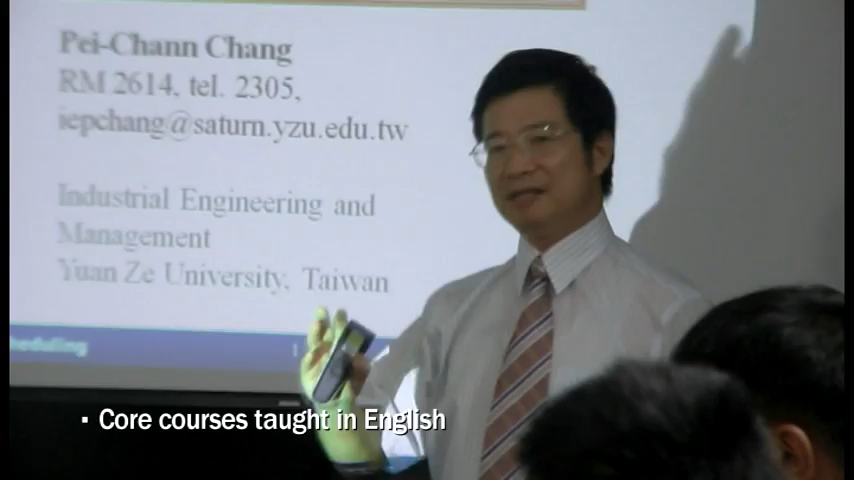 Pei-Chann Chang
RM 2614, tel. 2305,
iepchang@saturn.yzu.edu.tw
Industrial Engineering and
Management
Yuan Ze University, Taiwan
heduling
▪ Core courses taught in English